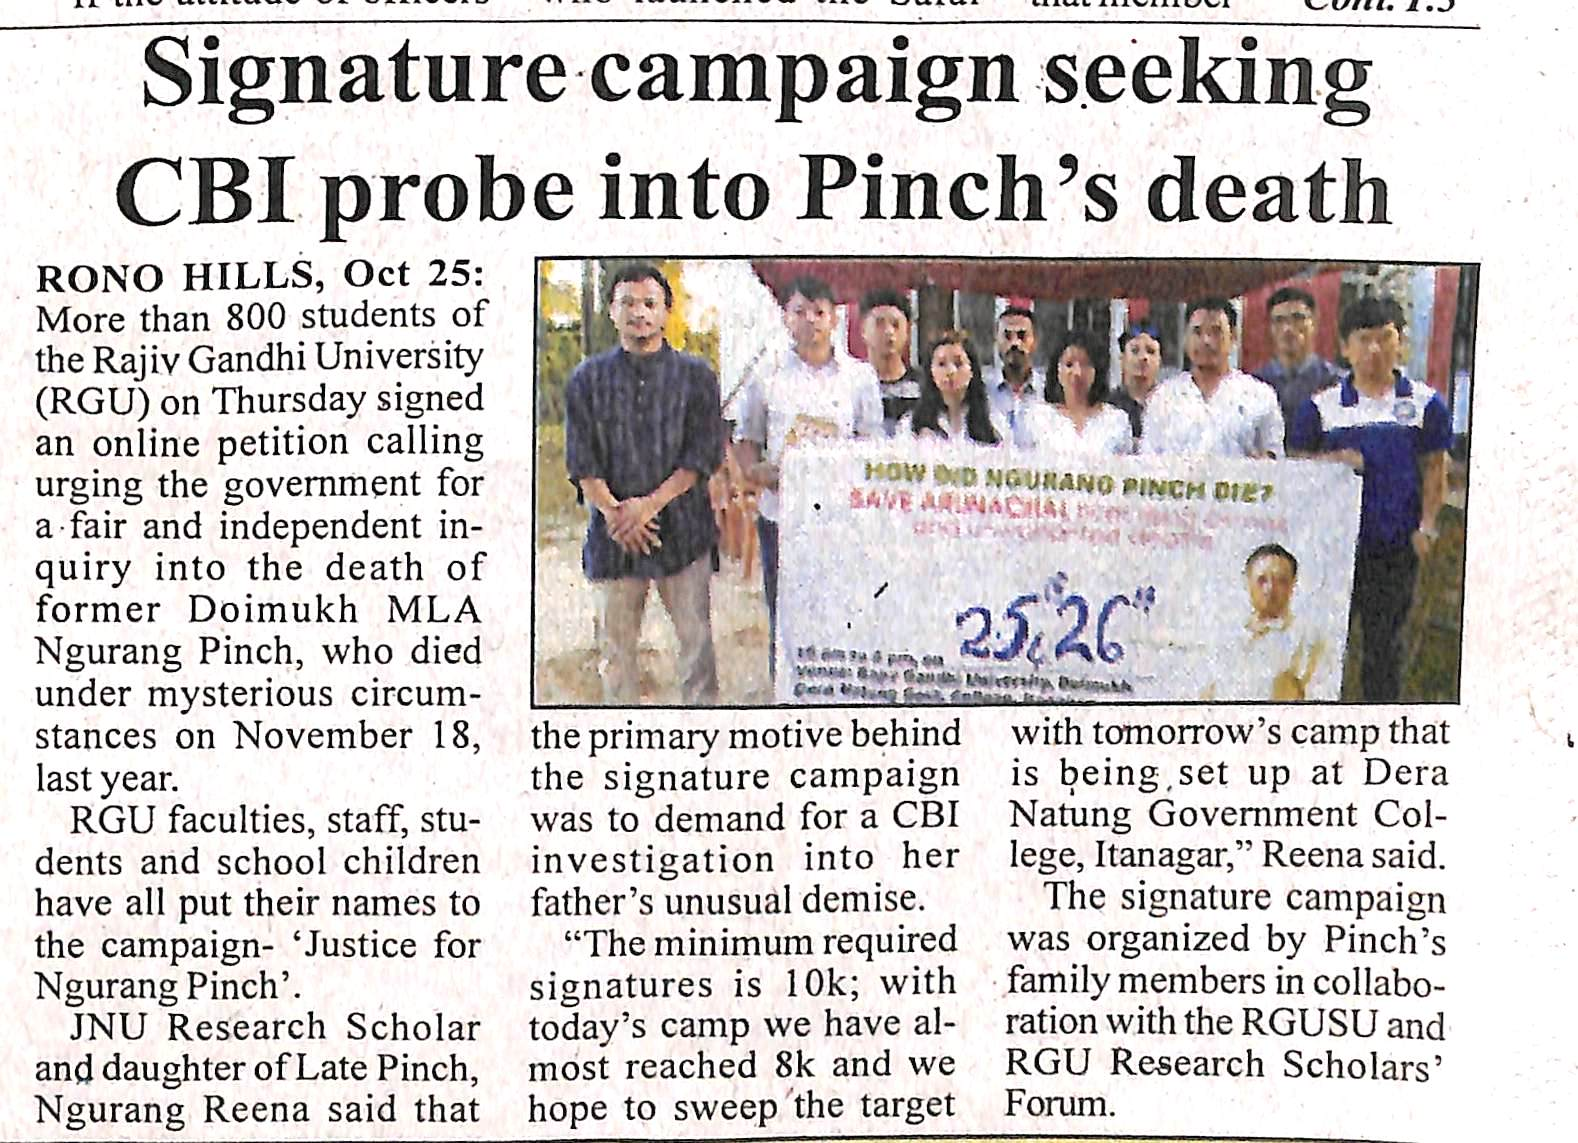 Signature campaign seeking
CBI probe into Pinch's death
RONO HILLS, Oct 25:
More than 800 students of
the Rajiv Gandhi University
(RGU) on Thursday signed
an online petition calling
urging the government for
a fair and independent in-
quiry into the death of
former Doimukh MLA
Ngurang Pinch, who died
under mysterious circum-
stances on November 18,
last year.
RGU faculties, staff, stu-
dents and school children
have all put their names to
the campaign- ‘Justice for
Ngurang Pinch’.
JNU Research Scholar
and daughter of Late Pinch,
Ngurang Reena said that
HOW DID NGURANG PINCH DIE?
SAVE ARUNACHAL
25, 26
the primary motive behind
the signature campaign
was to demand for a CBI
investigation into her
father’s unusual demise.
“The minimum required
signatures is 10k; with
today’s camp we have al-
most reached 8k and we
hope to sweep the target
with tomorrow’s camp that
is being set up at Dera
Natung Government Col-
lege, Itanagar,” Reena said.
The signature campaign
was organized by Pinch’s
family members in collabo-
ration with the RGUSU and
RGU Research Scholars’
Forum.